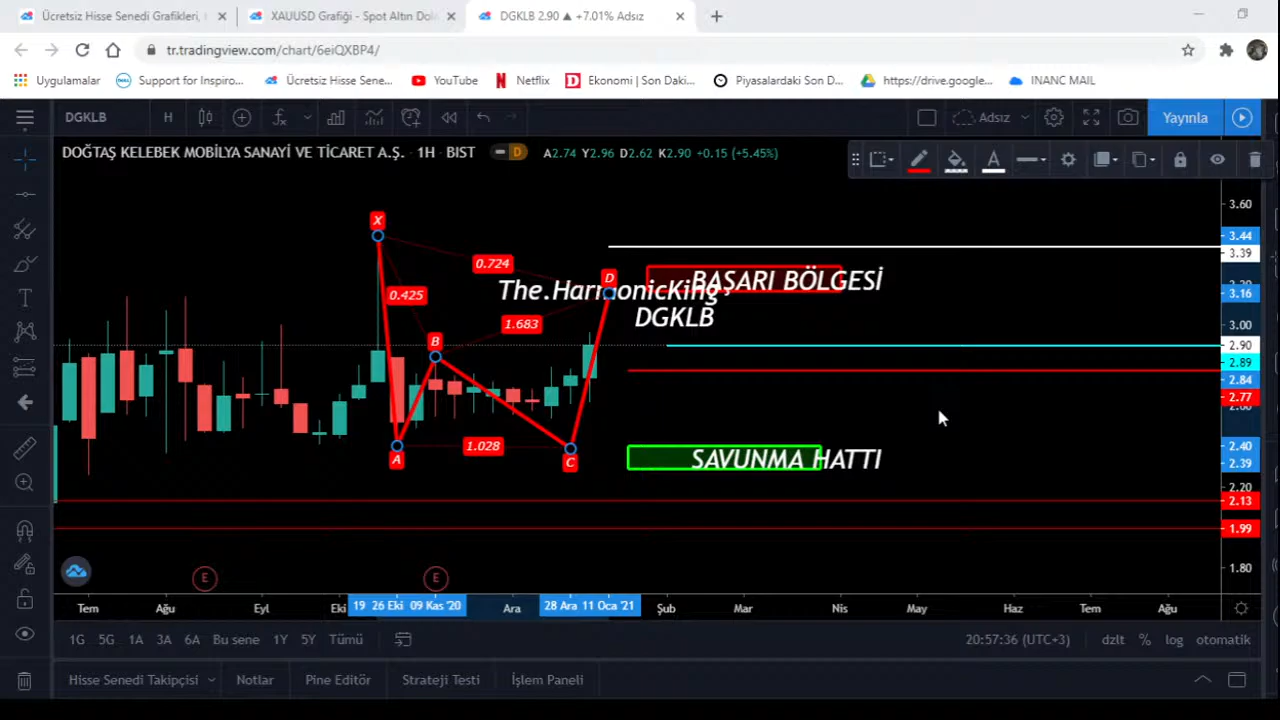 Ücretsiz Hisse Senedi Grafikleri,
XAUUSD Grafiği - Spot Altın Dol
DGKLB 2.90 ▲ +7.01% Adsız
tr.tradingview.com/chart/6eiQXBP4/
Uygulamalar
Support for Inspiro...
Ücretsiz Hisse Sene...
YouTube
Netflix
Ekonomi | Son Daki...
Piyasalardaki Son D...
https://drive.google...
INANC MAIL
DGKLB
H
Adsız
Yayınla
DOĞTAŞ KELEBEK MOBİLYA SANAYİ VE TİCARET A.Ş. · 1H · BIST
D
A2.74 Y2.96 D2.62 K2.90 +0.15 (+5.45%)
3.60
X
3.44
3.39
0.724
D
BAŞARI BÖLGESİ
The.HarmonicKing
0.425
3.16
DGKLB
1.683
3.00
B
2.90
2.89
2.84
2.77
1.028
2.40
A
C
SAVUNMA HATTI
2.39
2.20
2.13
1.99
1.80
E
E
Tem
Ağu
Eyl
Eki
19
26 Eki
09 Kas '20
Ara
28 Ara
11 Oca '21
Şub
Mar
Nis
May
Haz
Tem
Ağu
1G
5G
1A
3A
6A
Bu sene
1Y
5Y
Tümü
20:57:36 (UTC+3)
dzlt
%
log
otomatik
Hisse Senedi Takipçisi
Notlar
Pine Editör
Strateji Testi
İşlem Paneli